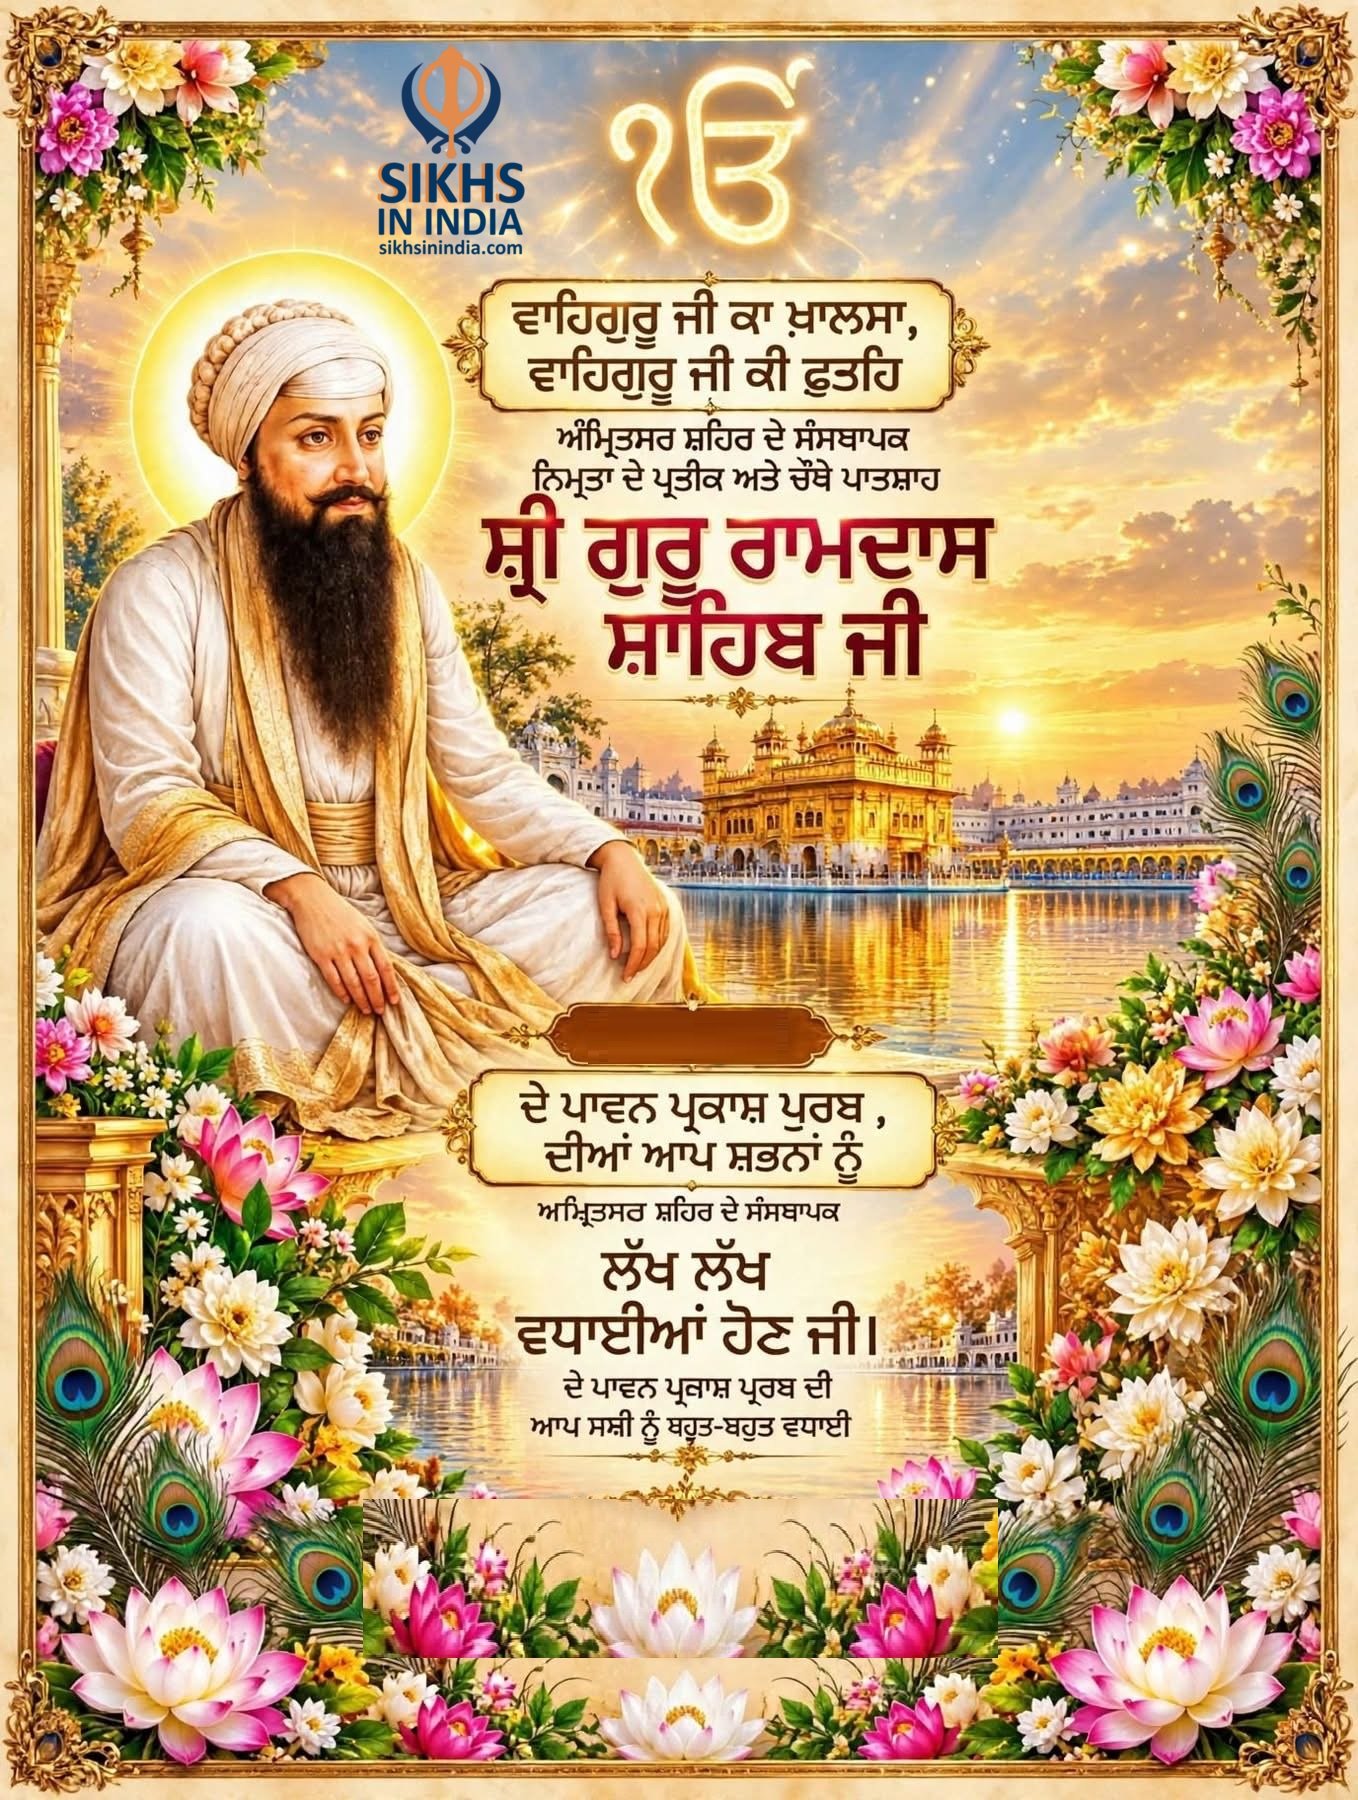 SIKHS
IN INDIA
sikhsinindia.com
ੴ
ਵਾਹਿਗੁਰੂ ਜੀ ਕਾ ਖ਼ਾਲਸਾ,
ਵਾਹਿਗੁਰੂ ਜੀ ਕੀ ਫ਼ੁਤਹਿ
ਅੰਮ੍ਰਿਤਸਰ ਸ਼ਹਿਰ ਦੇ ਸੰਸਬਾਪਕ
ਨਿਮ੍ਰਤਾ ਦੇ ਪ੍ਰਤੀਕ ਅਤੇ ਚੌਥੇ ਪਾਤਸ਼ਾਹ
ਸ਼੍ਰੀ ਗੁਰੂ ਰਾਮਦਾਸ
ਸ਼ਾਹਿਬ ਜੀ
ਦੇ ਪਾਵਨ ਪ੍ਰਕਾਸ਼ ਪੁਰਬ ,
ਦੀਆਂ ਆਪ ਸ਼ਭਨਾਂ ਨੂੰ
ਅਮ੍ਰਿਤਸਰ ਸ਼ਹਿਰ ਦੇ ਸੰਸਥਾਪਕ
ਲੱਖ ਲੱਖ
ਵਧਾਈਆਂ ਹੋਣ ਜੀ।
ਦੇ ਪਾਵਨ ਪ੍ਰਕਾਸ਼ ਪ੍ਰਰਬ ਦੀ
ਆਪ ਸਸ਼ੀ ਨੂੰ ਬਹੁਤ-ਬਹੁਤ ਵਧਾਈ